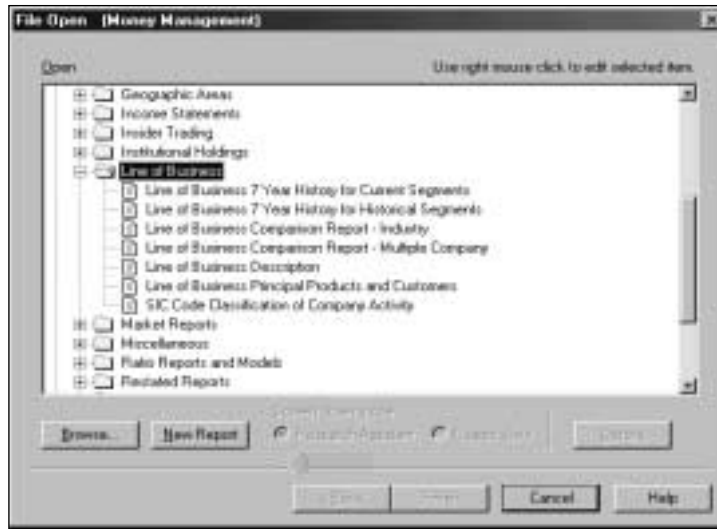 File Open (Money Management)
Open
Use right mouse click to edit selected item.
Geographic Areas
Income Statements
Insider Trading
Institutional Holdings
Line of Business
Line of Business 7 Year History for Current Segments
Line of Business 7 Year History for Historical Segments
Line of Business Comparison Report - Industry
Line of Business Comparison Report - Multiple Company
Line of Business Description
Line of Business Principal Products and Customers
SIC Code Classification of Company Activity
Market Reports
Miscellaneous
Ratio Reports and Models
Restated Reports
Browse... New Report
Cancel Help